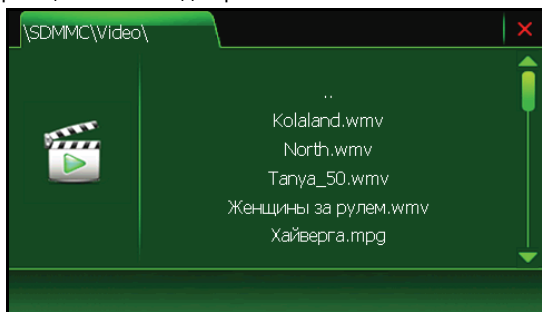 \SDMMC\Video\
..
Kolaland.wmv
North.wmv
Tanya_50.wmv
Женщины за рулем.wmv
Хайверга.mpg